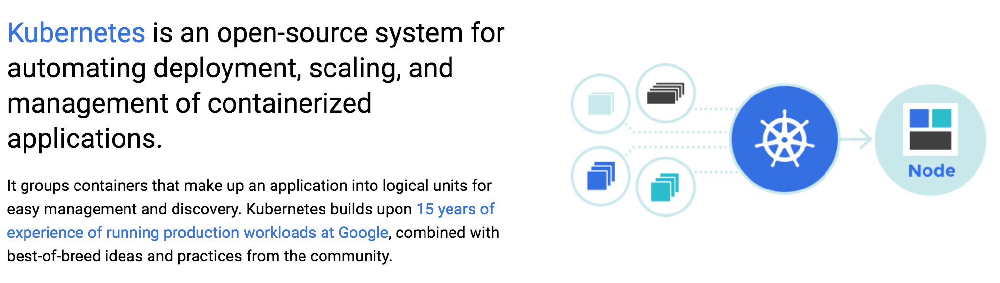 Kubernetes is an open-source system for
automating deployment, scaling, and
management of containerized
applications.
It groups containers that make up an application into logical units for
easy management and discovery. Kubernetes builds upon 15 years of
experience of running production workloads at Google, combined with
best-of-breed ideas and practices from the community.
Node